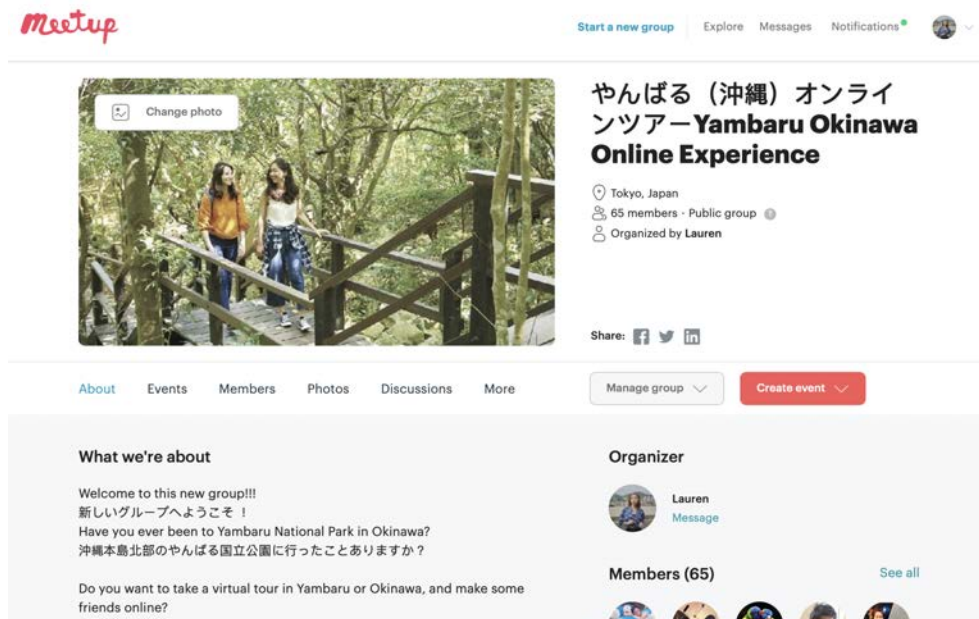 meetup
Start a new group
Explore
Messages
Notifications
Change photo
やんばる（沖縄）オンライ
ンツアーYambaru Okinawa
Online Experience
Tokyo, Japan
65 members · Public group
Organized by Lauren
Share:
About
Events
Members
Photos
Discussions
More
Manage group
Create event
What we're about
Welcome to this new group!!!
新しいグループへようこそ ！
Have you ever been to Yambaru National Park in Okinawa?
沖縄本島北部のやんばる国立公園に行ったことありますか？
Do you want to take a virtual tour in Yambaru or Okinawa, and make some
friends online?
Organizer
Lauren
Message
Members (65)
See all